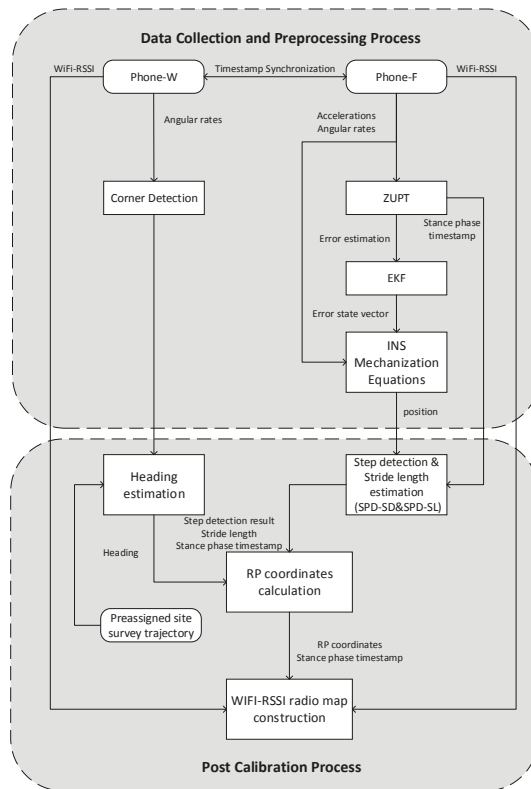 Data Collection and Preprocessing Process
WiFi-RSSI
Phone-W
Timestamp Synchronization
Phone-F
WiFi-RSSI
Angular rates
Accelerations
Angular rates
Corner Detection
ZUPT
Stance phase
timestamp
Error estimation
EKF
Error state vector
INS
Mechanization
Equations
position
Heading
estimation
Step detection &
Stride length
estimation
(SPD-SD&SPD-SL)
Step detection result
Stride length
Stance phase timestamp
Heading
RP coordinates
calculation
Preassigned site
survey trajectory
RP coordinates
Stance phase timestamp
WIFI-RSSI radio map
construction
Post Calibration Process